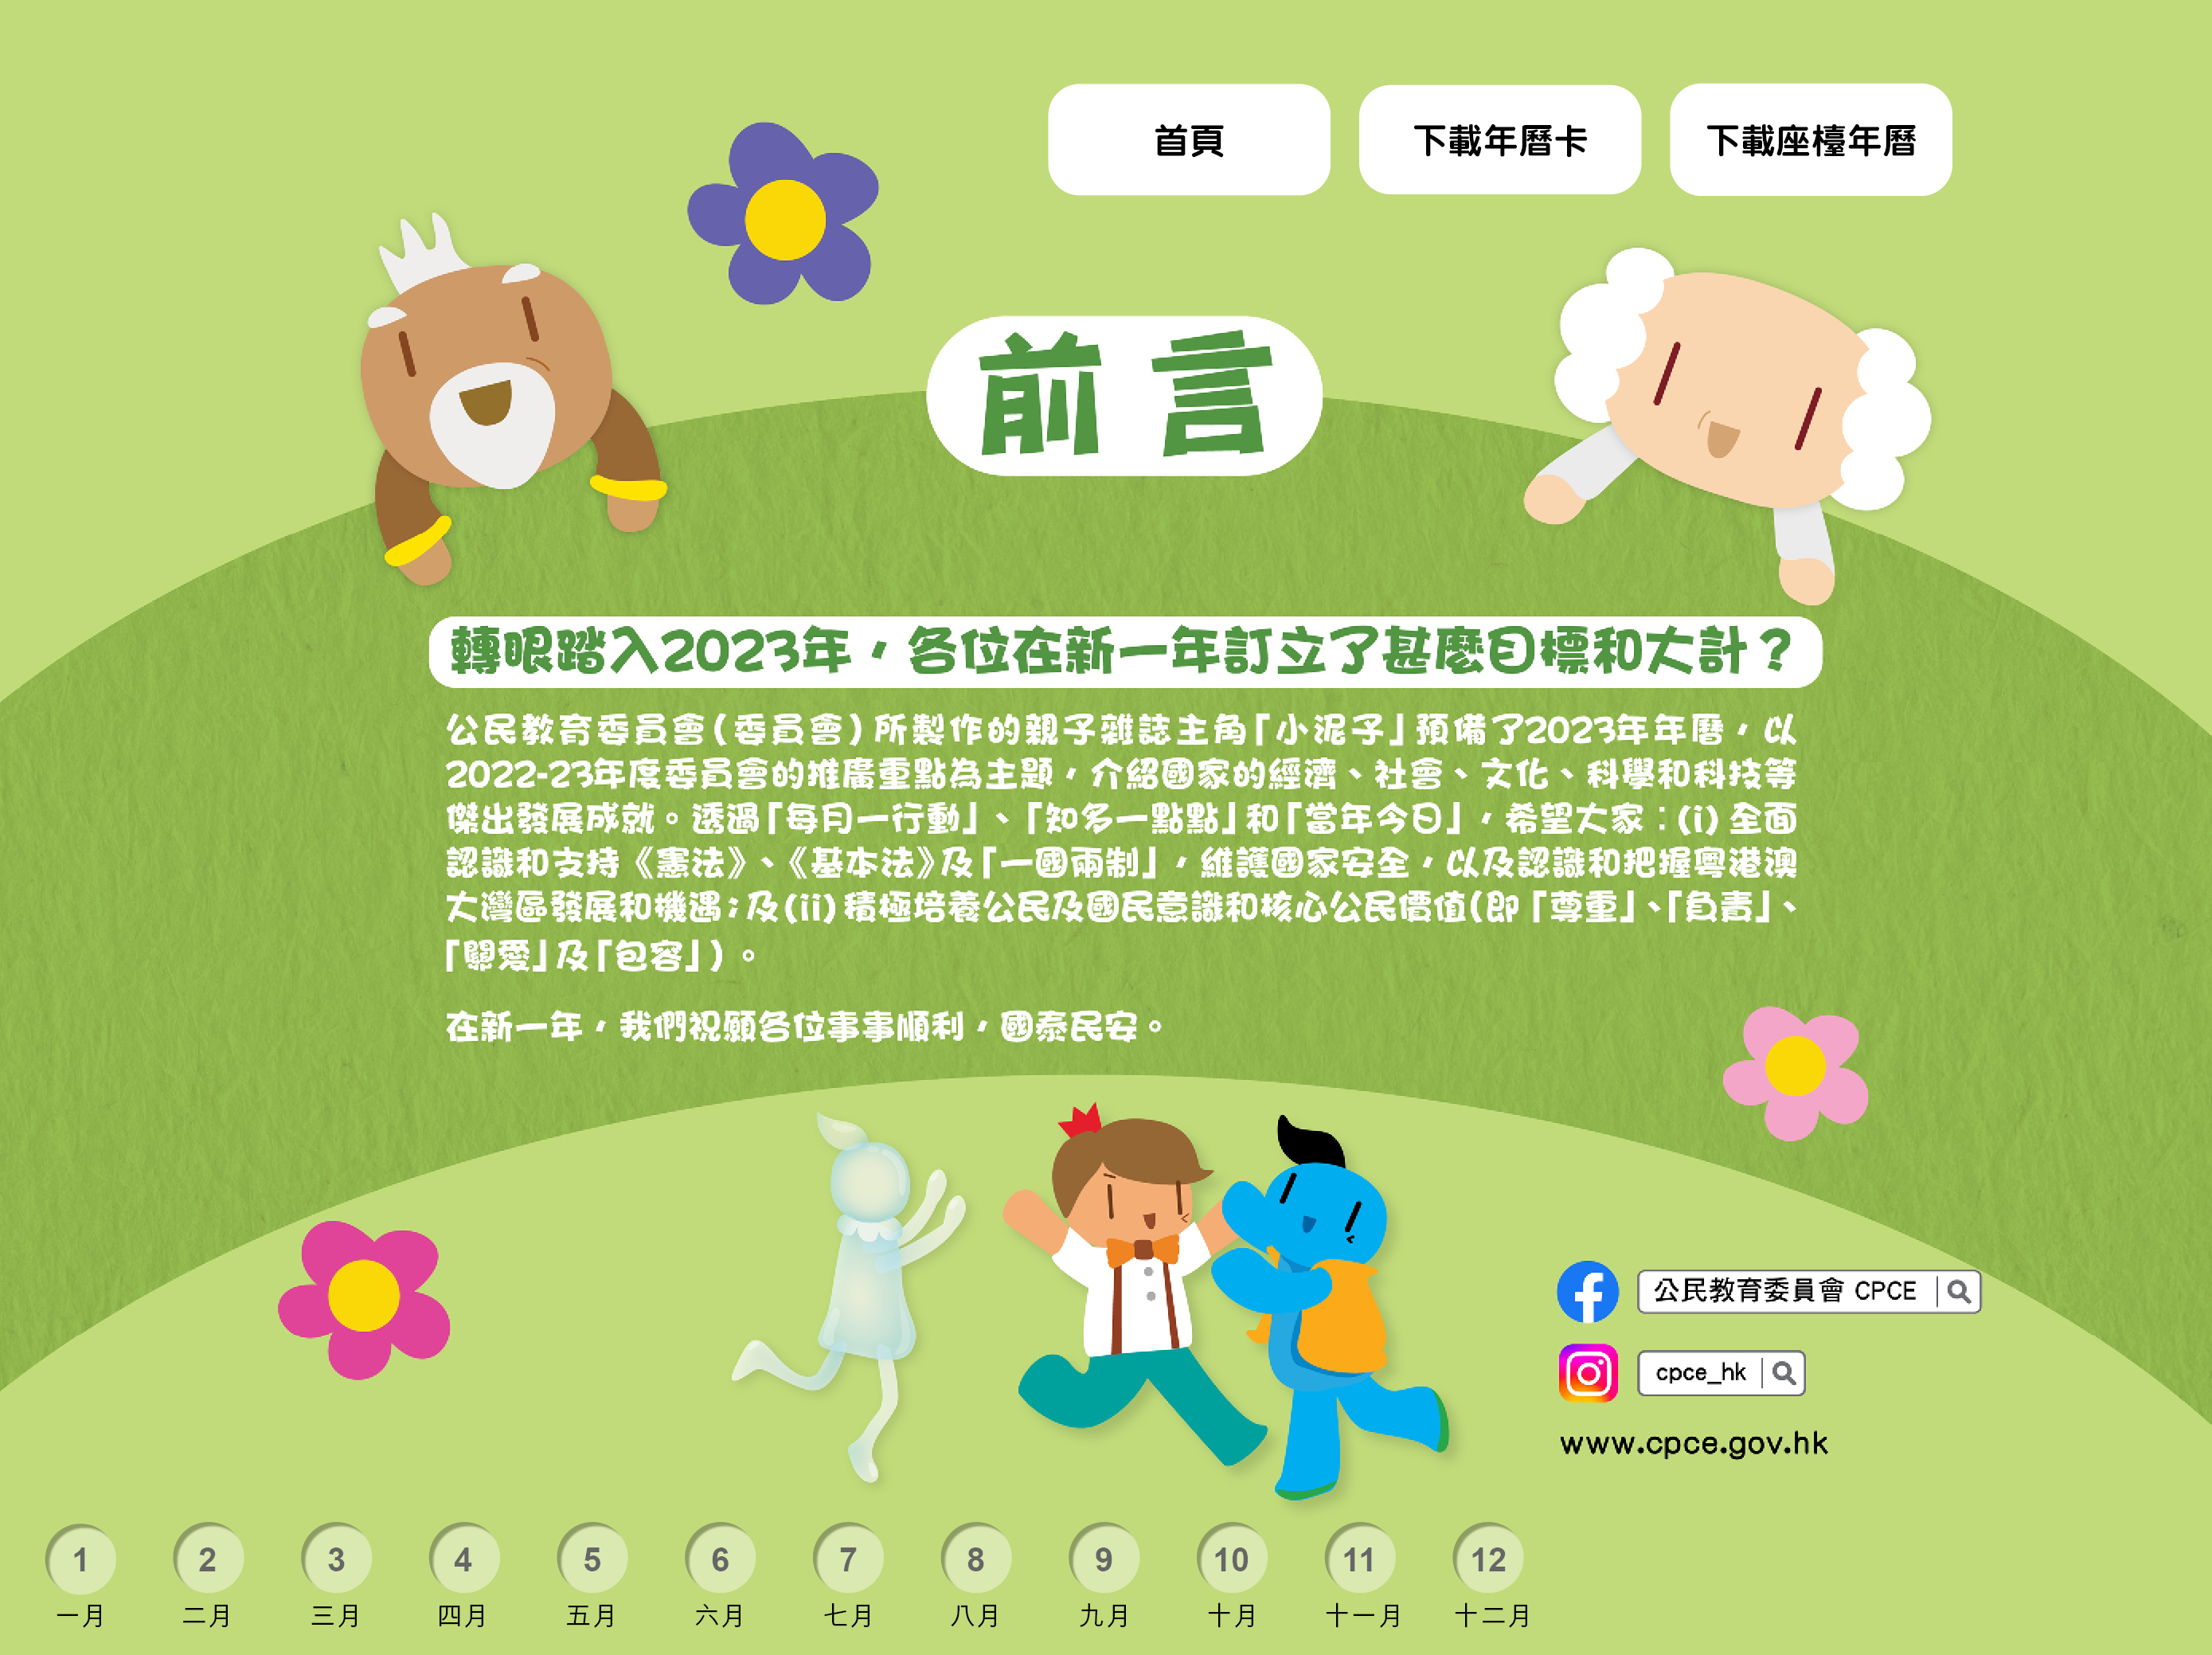 首頁
下載年曆卡
下載座檯年曆
前言
轉眼踏入2023年，各位在新一年訂立了甚麼目標和大計？
公民教育委員會（委員會）所製作的親子雜誌主角「小泥子」預備了2023年年曆，以
2022-23年度委員會的推廣重點為主題，介紹國家的經濟、社會、文化、科學和科技等
傑出發展成就。透過「每月一行動」、「知多一點點」和「當年今日」，希望大家：(i) 全面
認識和支持《憲法》、《基本法》及「一國兩制」，維護國家安全，以及認識和把握粵港澳
大灣區發展和機遇；及(ii) 積極培養公民及國民意識和核心公民價值（即「尊重」、「負責」、
「關愛」及「包容」）。
在新一年，我們祝願各位事事順利，國泰民安。
公民教育委員會 CPCE
cpce_hk
www.cpce.gov.hk
1 2 3 4 5 6 7 8 9 10 11 12
一月 二月 三月 四月 五月 六月 七月 八月 九月 十月 十一月 十二月